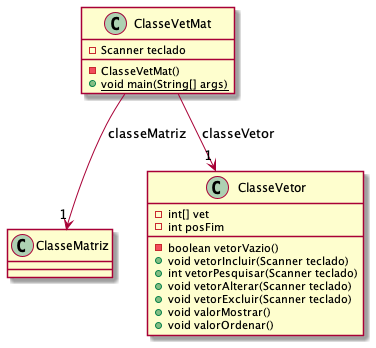 C ClasseVetMat
Scanner teclado
ClasseVetMat()
void main(String[] args)
classeMatriz
classeVetor
1
1
C ClasseMatriz
C ClasseVetor
int[] vet
int posFim
boolean vetorVazio()
void vetorIncluir(Scanner teclado)
int vetorPesquisar(Scanner teclado)
void vetorAlterar(Scanner teclado)
void vetorExcluir(Scanner teclado)
void valorMostrar()
void valorOrdenar()